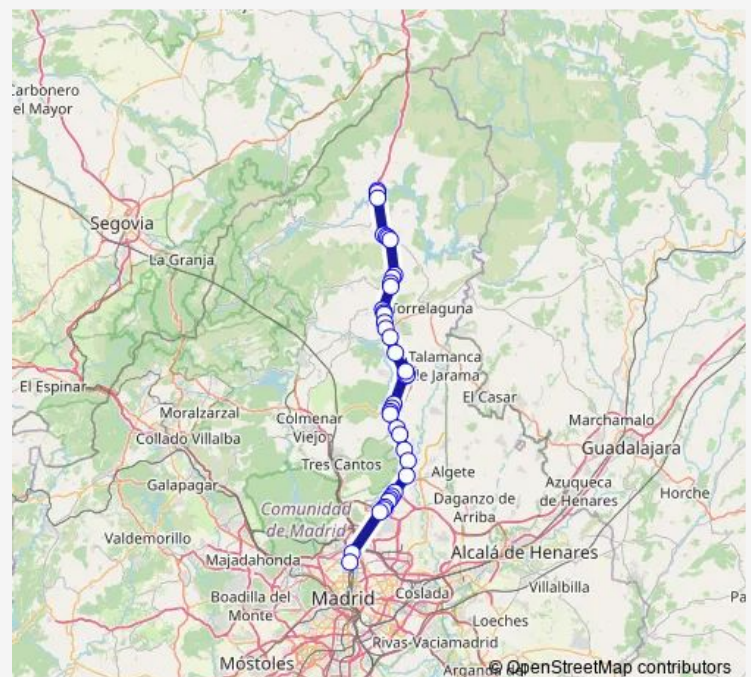 Carbonero
el Mayor
Segovia
La Granja
Torrelaguna
Talamanca
de Jarama
El Espinar
El Casar
Moralzarzal
Colmenar
Viejo
Marchamalo
Collado Villalba
Guadalajara
Tres Cantos
Algete
Galapagar
Azuqueca
de Henares
Horche
Comunidad
de Madrid
Daganzo de
Arriba
Valdemorillo
Majadahonda
Alcalá de Henares
Boadilla del
Monte
Madrid
Coslada
Villalbilla
Loeches
Rivas-Vaciamadrid
Móstoles
© OpenStreetMap contributors